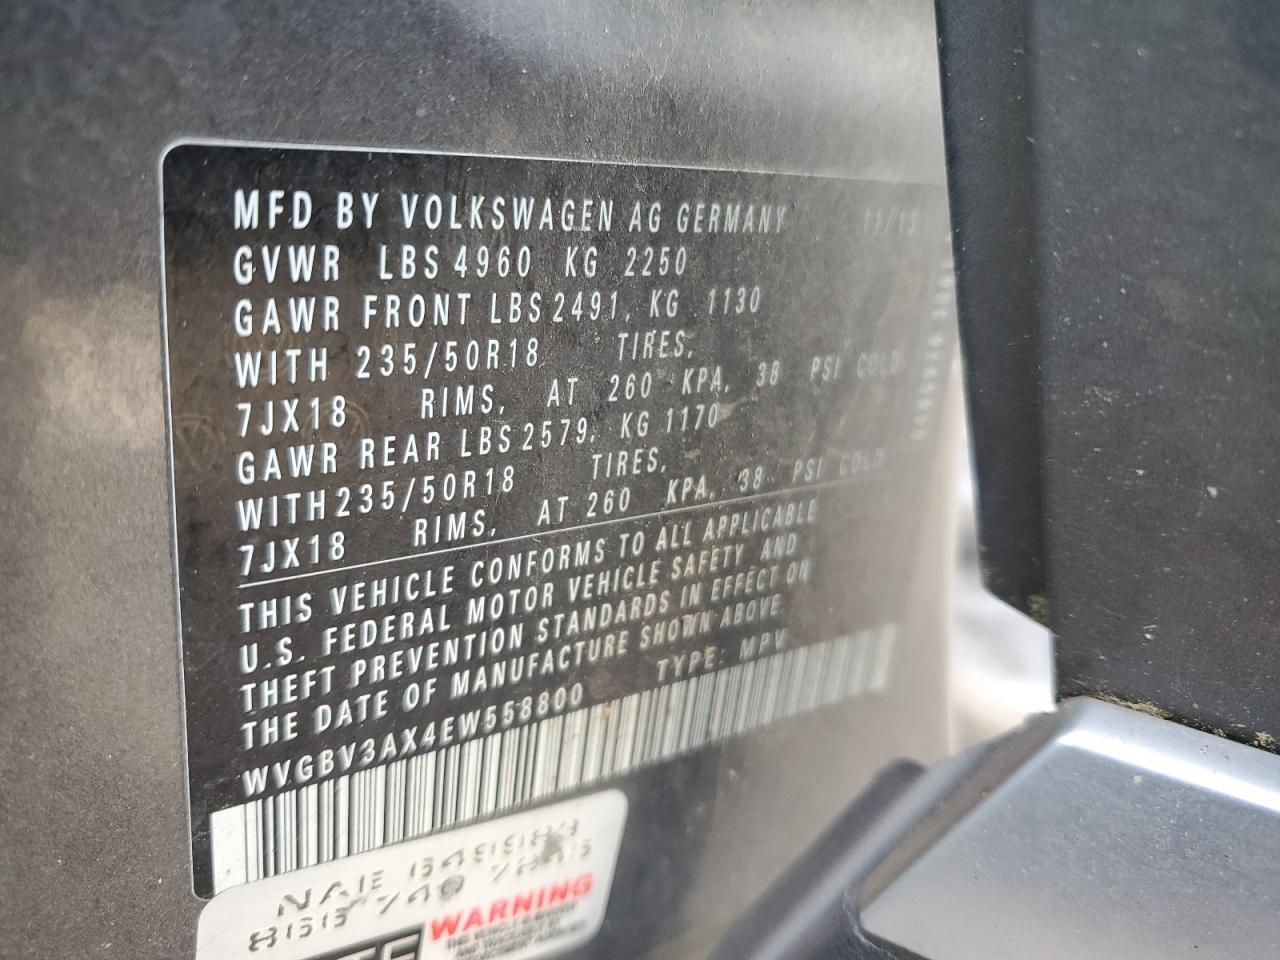 MFD BY VOLKSWAGEN AG GERMANY 11/13
GVWR LBS 4960 KG 2250
GAWR FRONT LBS 2491, KG 1130
WITH 235/50R18 TIRES,
7JX18 RIMS, AT 260 KPA, 38 PSI COLD
GAWR REAR LBS 2579, KG 1170
WITH 235/50R18 TIRES,
7JX18 RIMS, AT 260 KPA, 38 PSI COLD
THIS VEHICLE CONFORMS TO ALL APPLICABLE
U.S. FEDERAL MOTOR VEHICLE SAFETY AND
THEFT PREVENTION STANDARDS IN EFFECT ON
THE DATE OF MANUFACTURE SHOWN ABOVE.
WVGBV3AX4EW558800 TYPE: MPV
WARNING